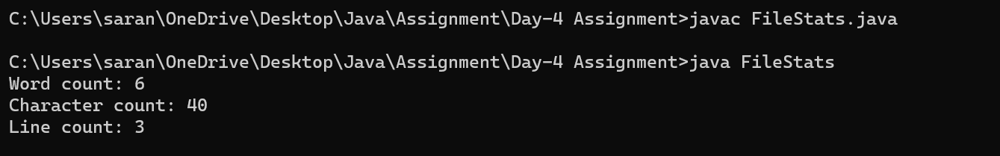 C:\Users\saran\OneDrive\Desktop\Java\Assignment\Day-4 Assignment>javac FileStats.java
C:\Users\saran\OneDrive\Desktop\Java\Assignment\Day-4 Assignment>java FileStats
Word count: 6
Character count: 40
Line count: 3